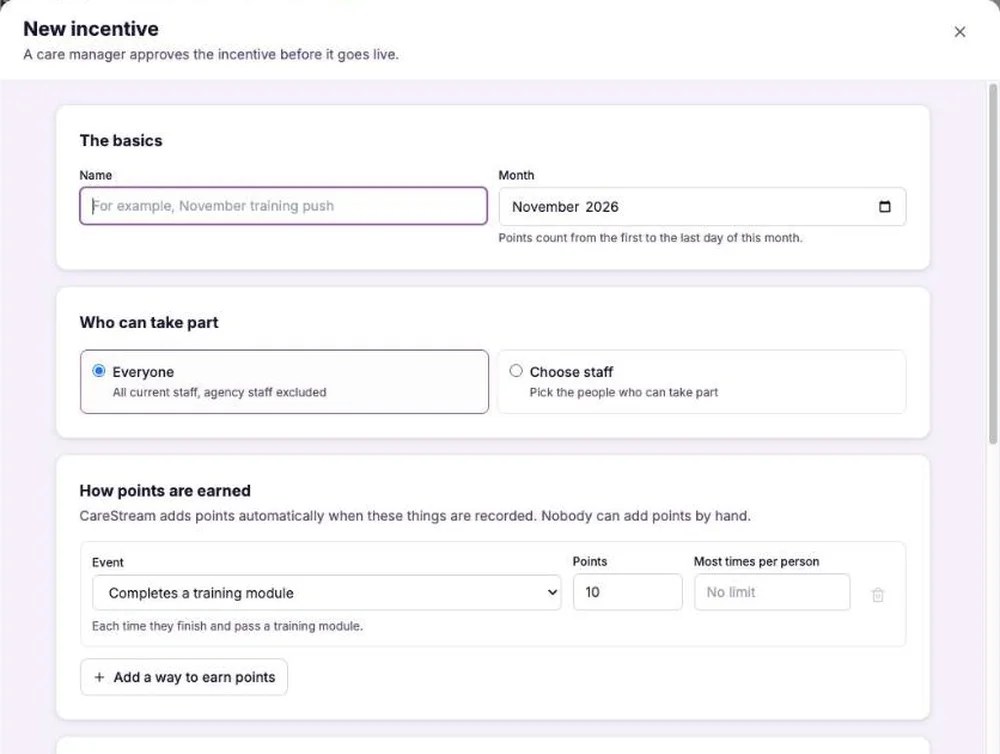 New incentive
A care manager approves the incentive before it goes live.
The basics
Name
For example, November training push
Month
November 2026
Points count from the first to the last day of this month.
Who can take part
Everyone
All current staff, agency staff excluded
Choose staff
Pick the people who can take part
How points are earned
CareStream adds points automatically when these things are recorded. Nobody can add points by hand.
Event
Points
Most times per person
Completes a training module
10
No limit
Each time they finish and pass a training module.
+ Add a way to earn points